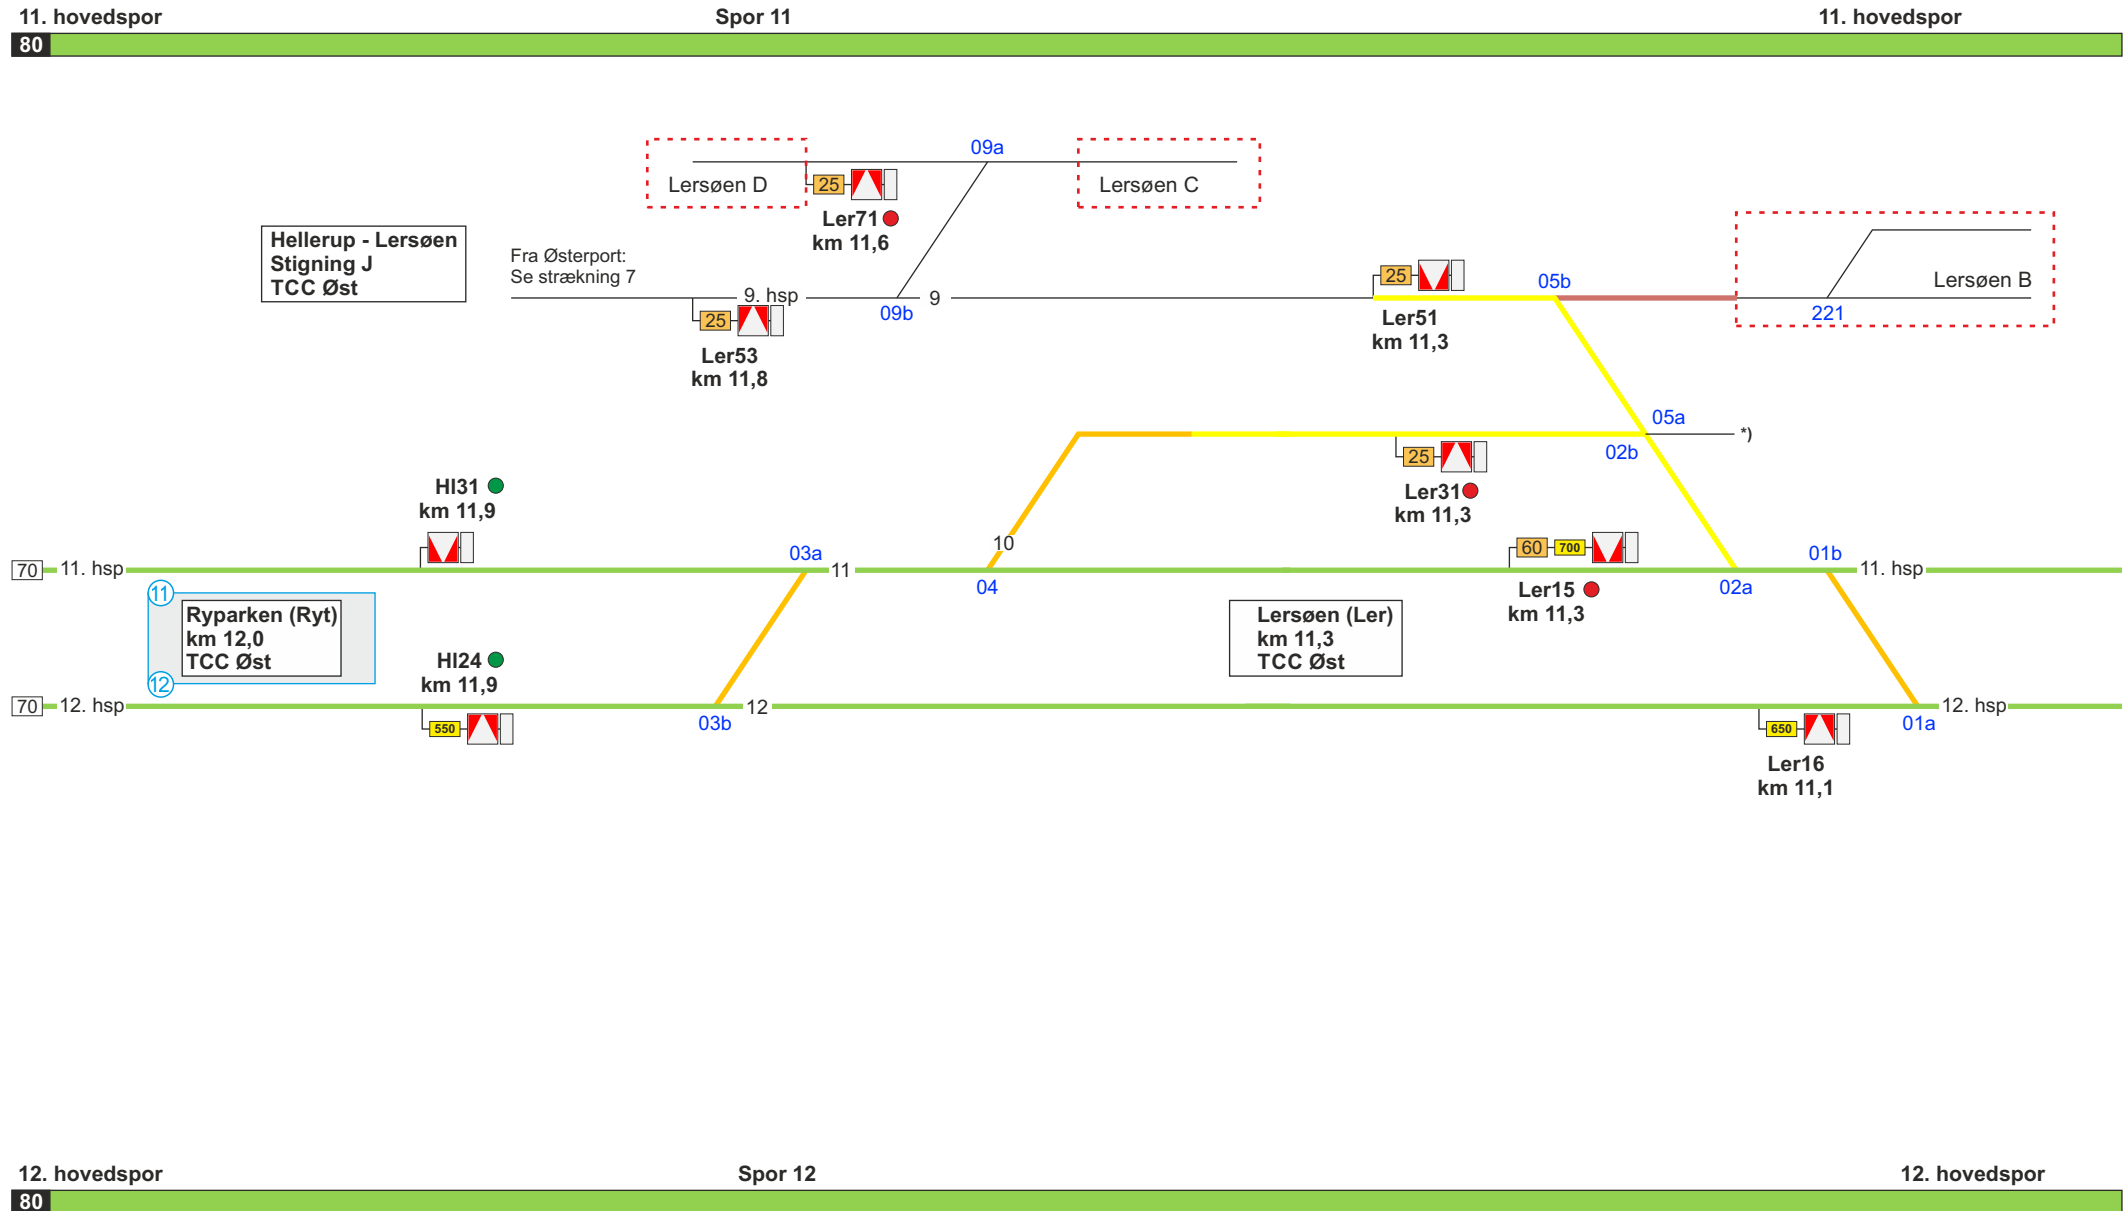 11. hovedspor
Spor 11
11. hovedspor
80
09a
Lersøen D
25
Lersøen C
Ler71
km 11,6
Hellerup - Lersøen
Stigning J
TCC Øst
Fra Østerport:
Se strækning 7
9. hsp
9
25
09b
Ler53
km 11,8
25
05b
Ler51
km 11,3
Lersøen B
221
05a
*)
02b
25
Ler31
km 11,3
HI31
km 11,9
10
03a
60
700
01b
70
11. hsp
11
11. hsp
04
Ler15
km 11,3
02a
11
Ryparken (Ryt)
km 12,0
TCC Øst
12
Lersøen (Ler)
km 11,3
TCC Øst
HI24
km 11,9
70
12. hsp
12
12. hsp
550
03b
650
01a
Ler16
km 11,1
12. hovedspor
Spor 12
12. hovedspor
80